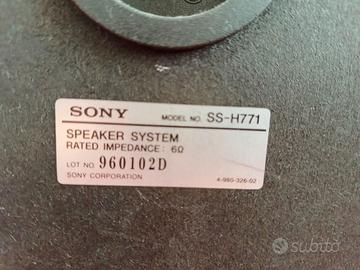 SONY MODEL NO. SS-H771
SPEAKER SYSTEM
RATED IMPEDANCE: 6Ω
LOT NO. 960102D
SONY CORPORATION 4-980-326-02
subito